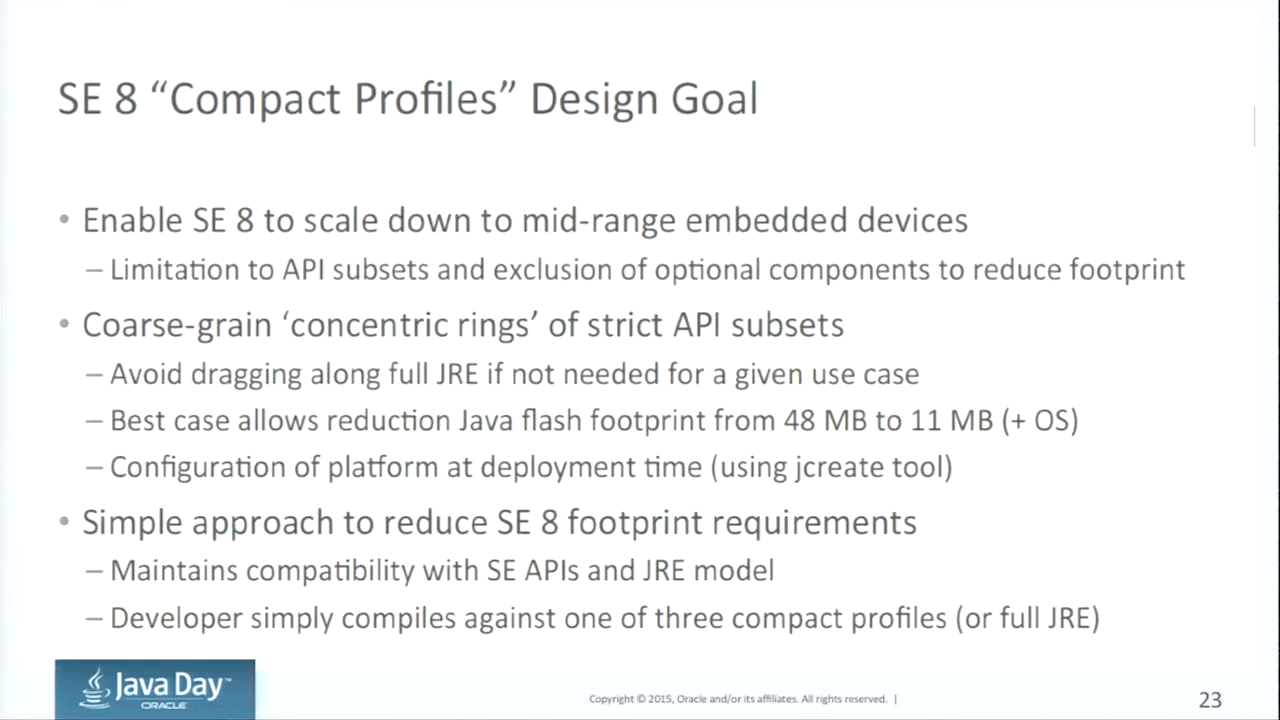 SE 8 “Compact Profiles” Design Goal
• Enable SE 8 to scale down to mid-range embedded devices
– Limitation to API subsets and exclusion of optional components to reduce footprint
• Coarse-grain ‘concentric rings’ of strict API subsets
– Avoid dragging along full JRE if not needed for a given use case
– Best case allows reduction Java flash footprint from 48 MB to 11 MB (+ OS)
– Configuration of platform at deployment time (using jcreate tool)
• Simple approach to reduce SE 8 footprint requirements
– Maintains compatibility with SE APIs and JRE model
– Developer simply compiles against one of three compact profiles (or full JRE)
Java Day™
ORACLE
Copyright © 2015, Oracle and/or its affiliates. All rights reserved. |
23